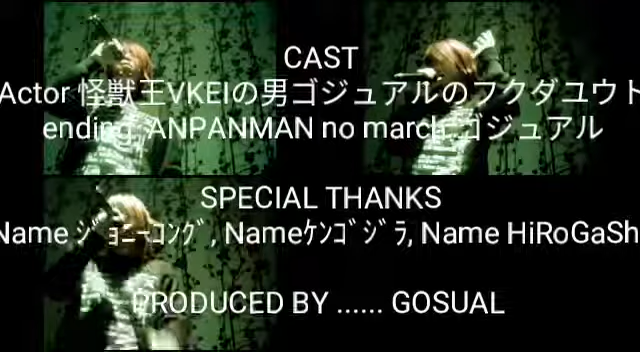 CAST
Actor 怪獣王VKEIの男ゴジュアルのフクダユウト
ending, ANPANMAN no march:ゴジュアル
SPECIAL THANKS
Name ｼﾞｮﾆｰｺﾝｸﾞ, Nameｹﾝｺﾞｼﾞﾗ, Name HiRoGaSh
PRODUCED BY ...... GOSUAL